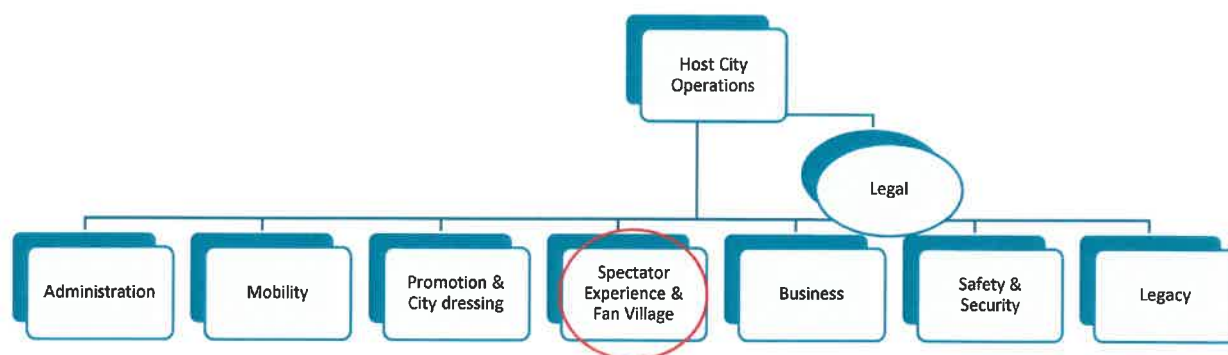 Host City
Operations
Legal
Administration
Mobility
Promotion &
City dressing
Spectator
Experience &
Fan Village
Business
Safety &
Security
Legacy